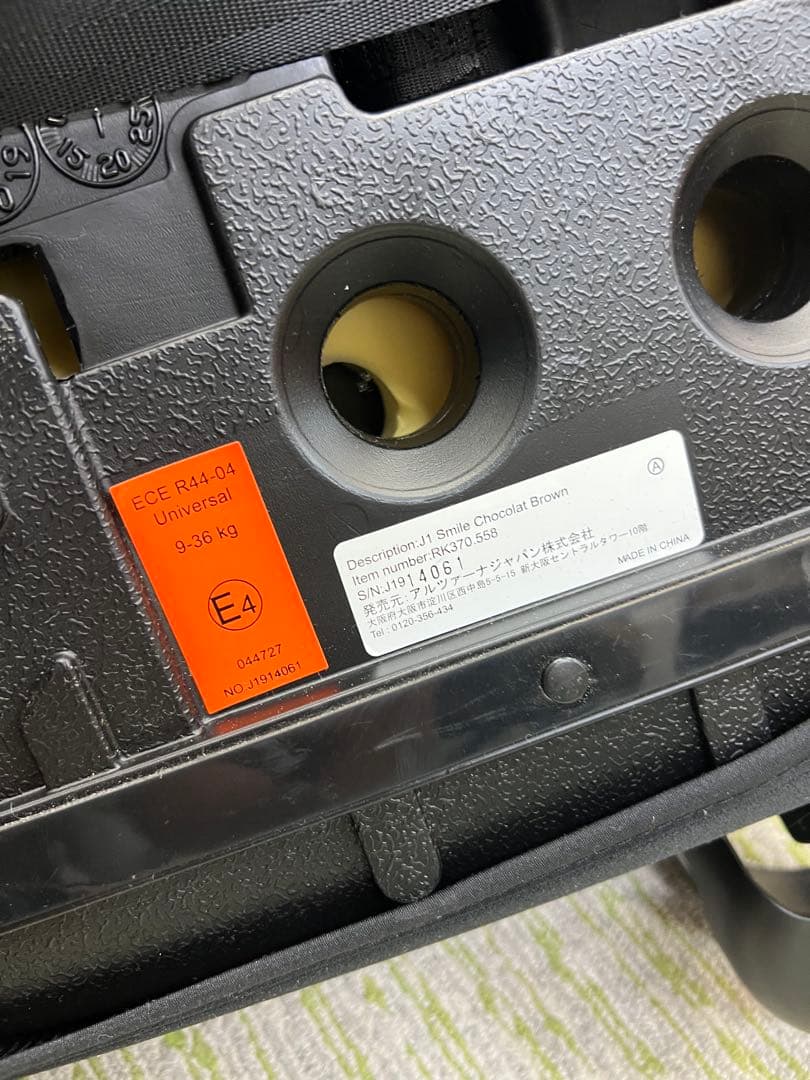 19
15 20 25
ECE R44-04
Universal
9-36 kg
E4
044727
NO.J1914061
A
Description:J1 Smile Chocolat Brown
Item number:RK370.558
S/N:J1914061
発売元:アルツァーナジャパン株式会社
大阪府大阪市淀川区西中島5-5-15 新大阪セントラルタワー10階
Tel : 0120-356-434
MADE IN CHINA